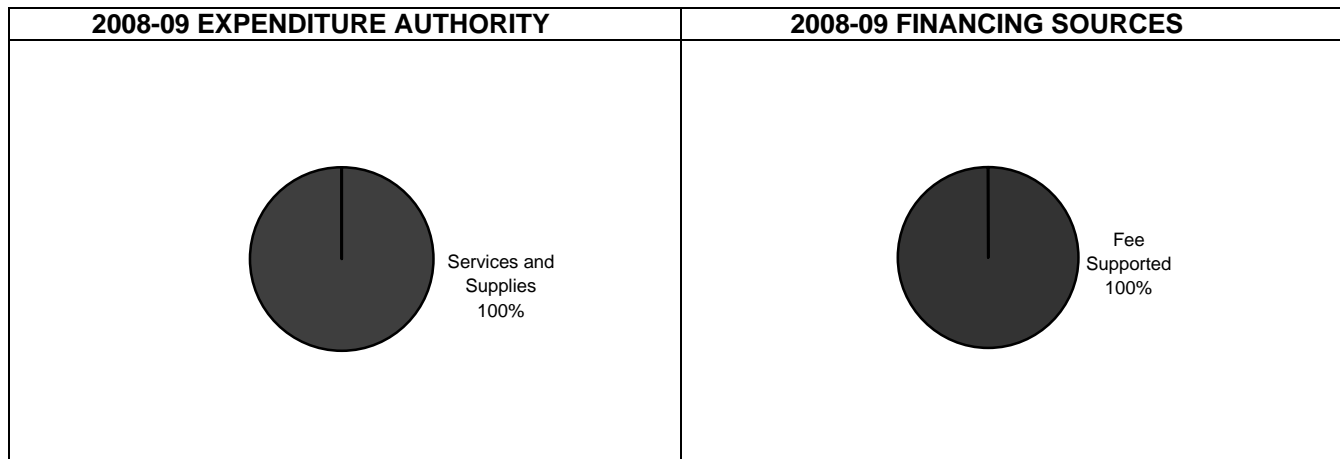 2008-09 EXPENDITURE AUTHORITY
2008-09 FINANCING SOURCES
Services and
Supplies
100%
Fee
Supported
100%